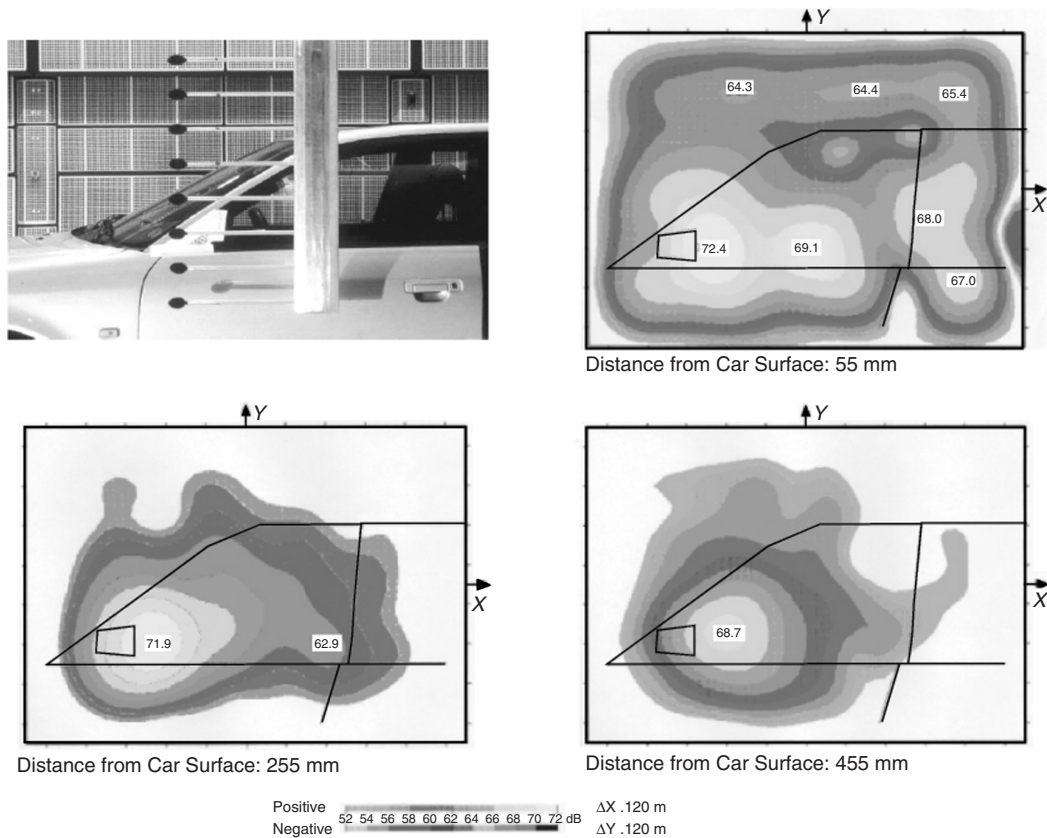 Y
64.3
64.4
65.4
X
68.0
72.4
69.1
67.0
Distance from Car Surface: 55 mm
Y
X
71.9
62.9
Distance from Car Surface: 255 mm
Y
X
68.7
Distance from Car Surface: 455 mm
Positive
Negative
52 54 56 58 60 62 64 66 68 70 72 dB
ΔX .120 m
ΔY .120 m